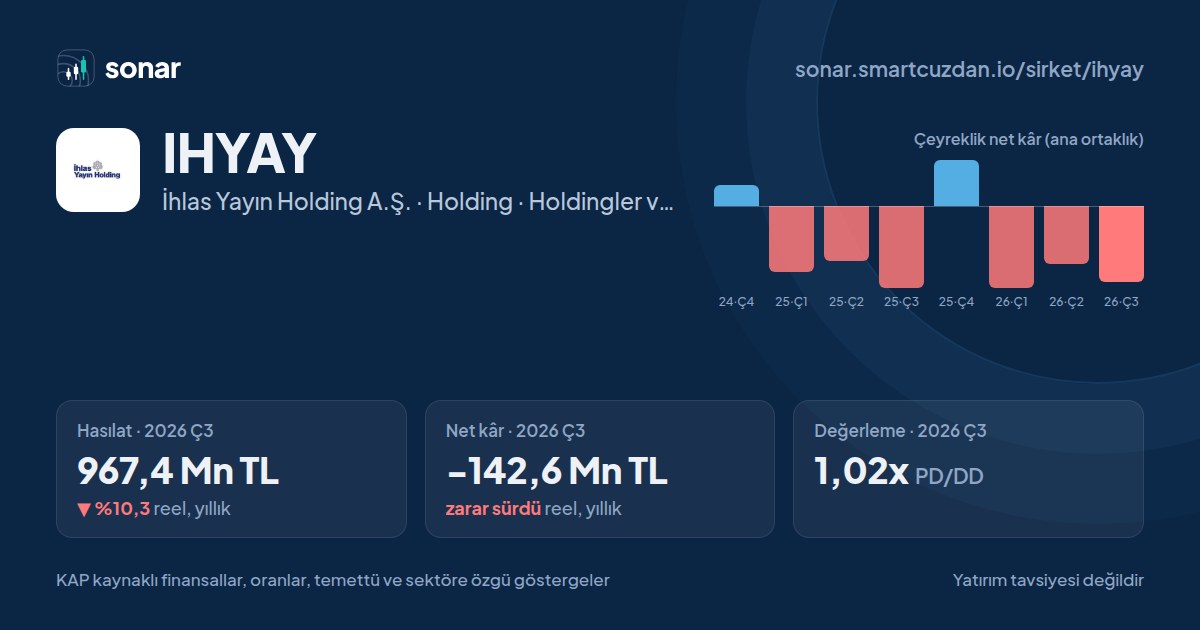 sonar
sonar.smartcuzdan.io/sirket/ihyay
İhlas
Yayın Holding
IHYAY
İhlas Yayın Holding A.Ş. · Holding · Holdingler v…
Çeyreklik net kâr (ana ortaklık)
24·Ç4 25·Ç1 25·Ç2 25·Ç3 25·Ç4 26·Ç1 26·Ç2 26·Ç3
Hasılat · 2026 Ç3
967,4 Mn TL
▼ %10,3 reel, yıllık
Net kâr · 2026 Ç3
−142,6 Mn TL
zarar sürdü reel, yıllık
Değerleme · 2026 Ç3
1,02x PD/DD
KAP kaynaklı finansallar, oranlar, temettü ve sektöre özgü göstergeler
Yatırım tavsiyesi değildir